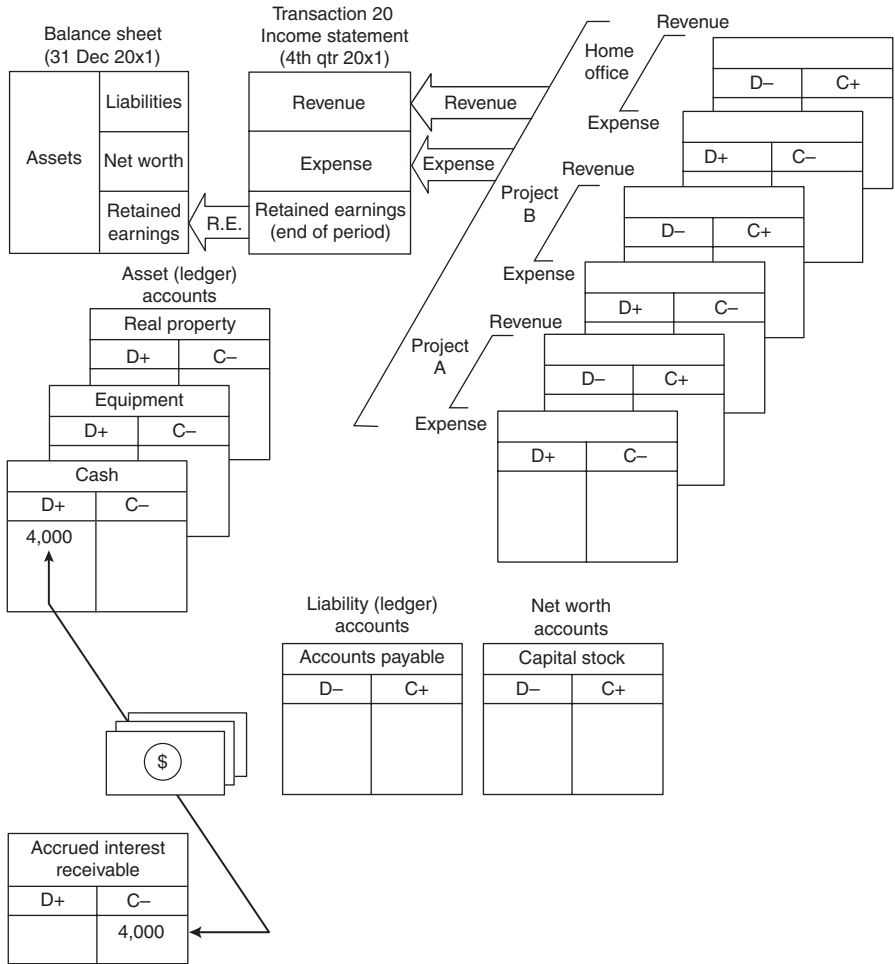 Transaction 20
Balance sheet
(31 Dec 20x1)
Income statement
(4th qtr 20x1)
Assets
Liabilities
Net worth
Retained
earnings
R.E.
Revenue
Expense
Retained earnings
(end of period)
Revenue
Expense
Home
office
Revenue
Expense
Project
B
Revenue
Expense
Project
A
Revenue
Expense
D– C+
D+ C–
D– C+
D+ C–
D– C+
D+ C–
Asset (ledger)
accounts
Real property
D+ C–
Equipment
D+ C–
Cash
D+ C–
4,000
Liability (ledger)
accounts
Accounts payable
D– C+
Net worth
accounts
Capital stock
D– C+
$
Accrued interest
receivable
D+ C–
4,000